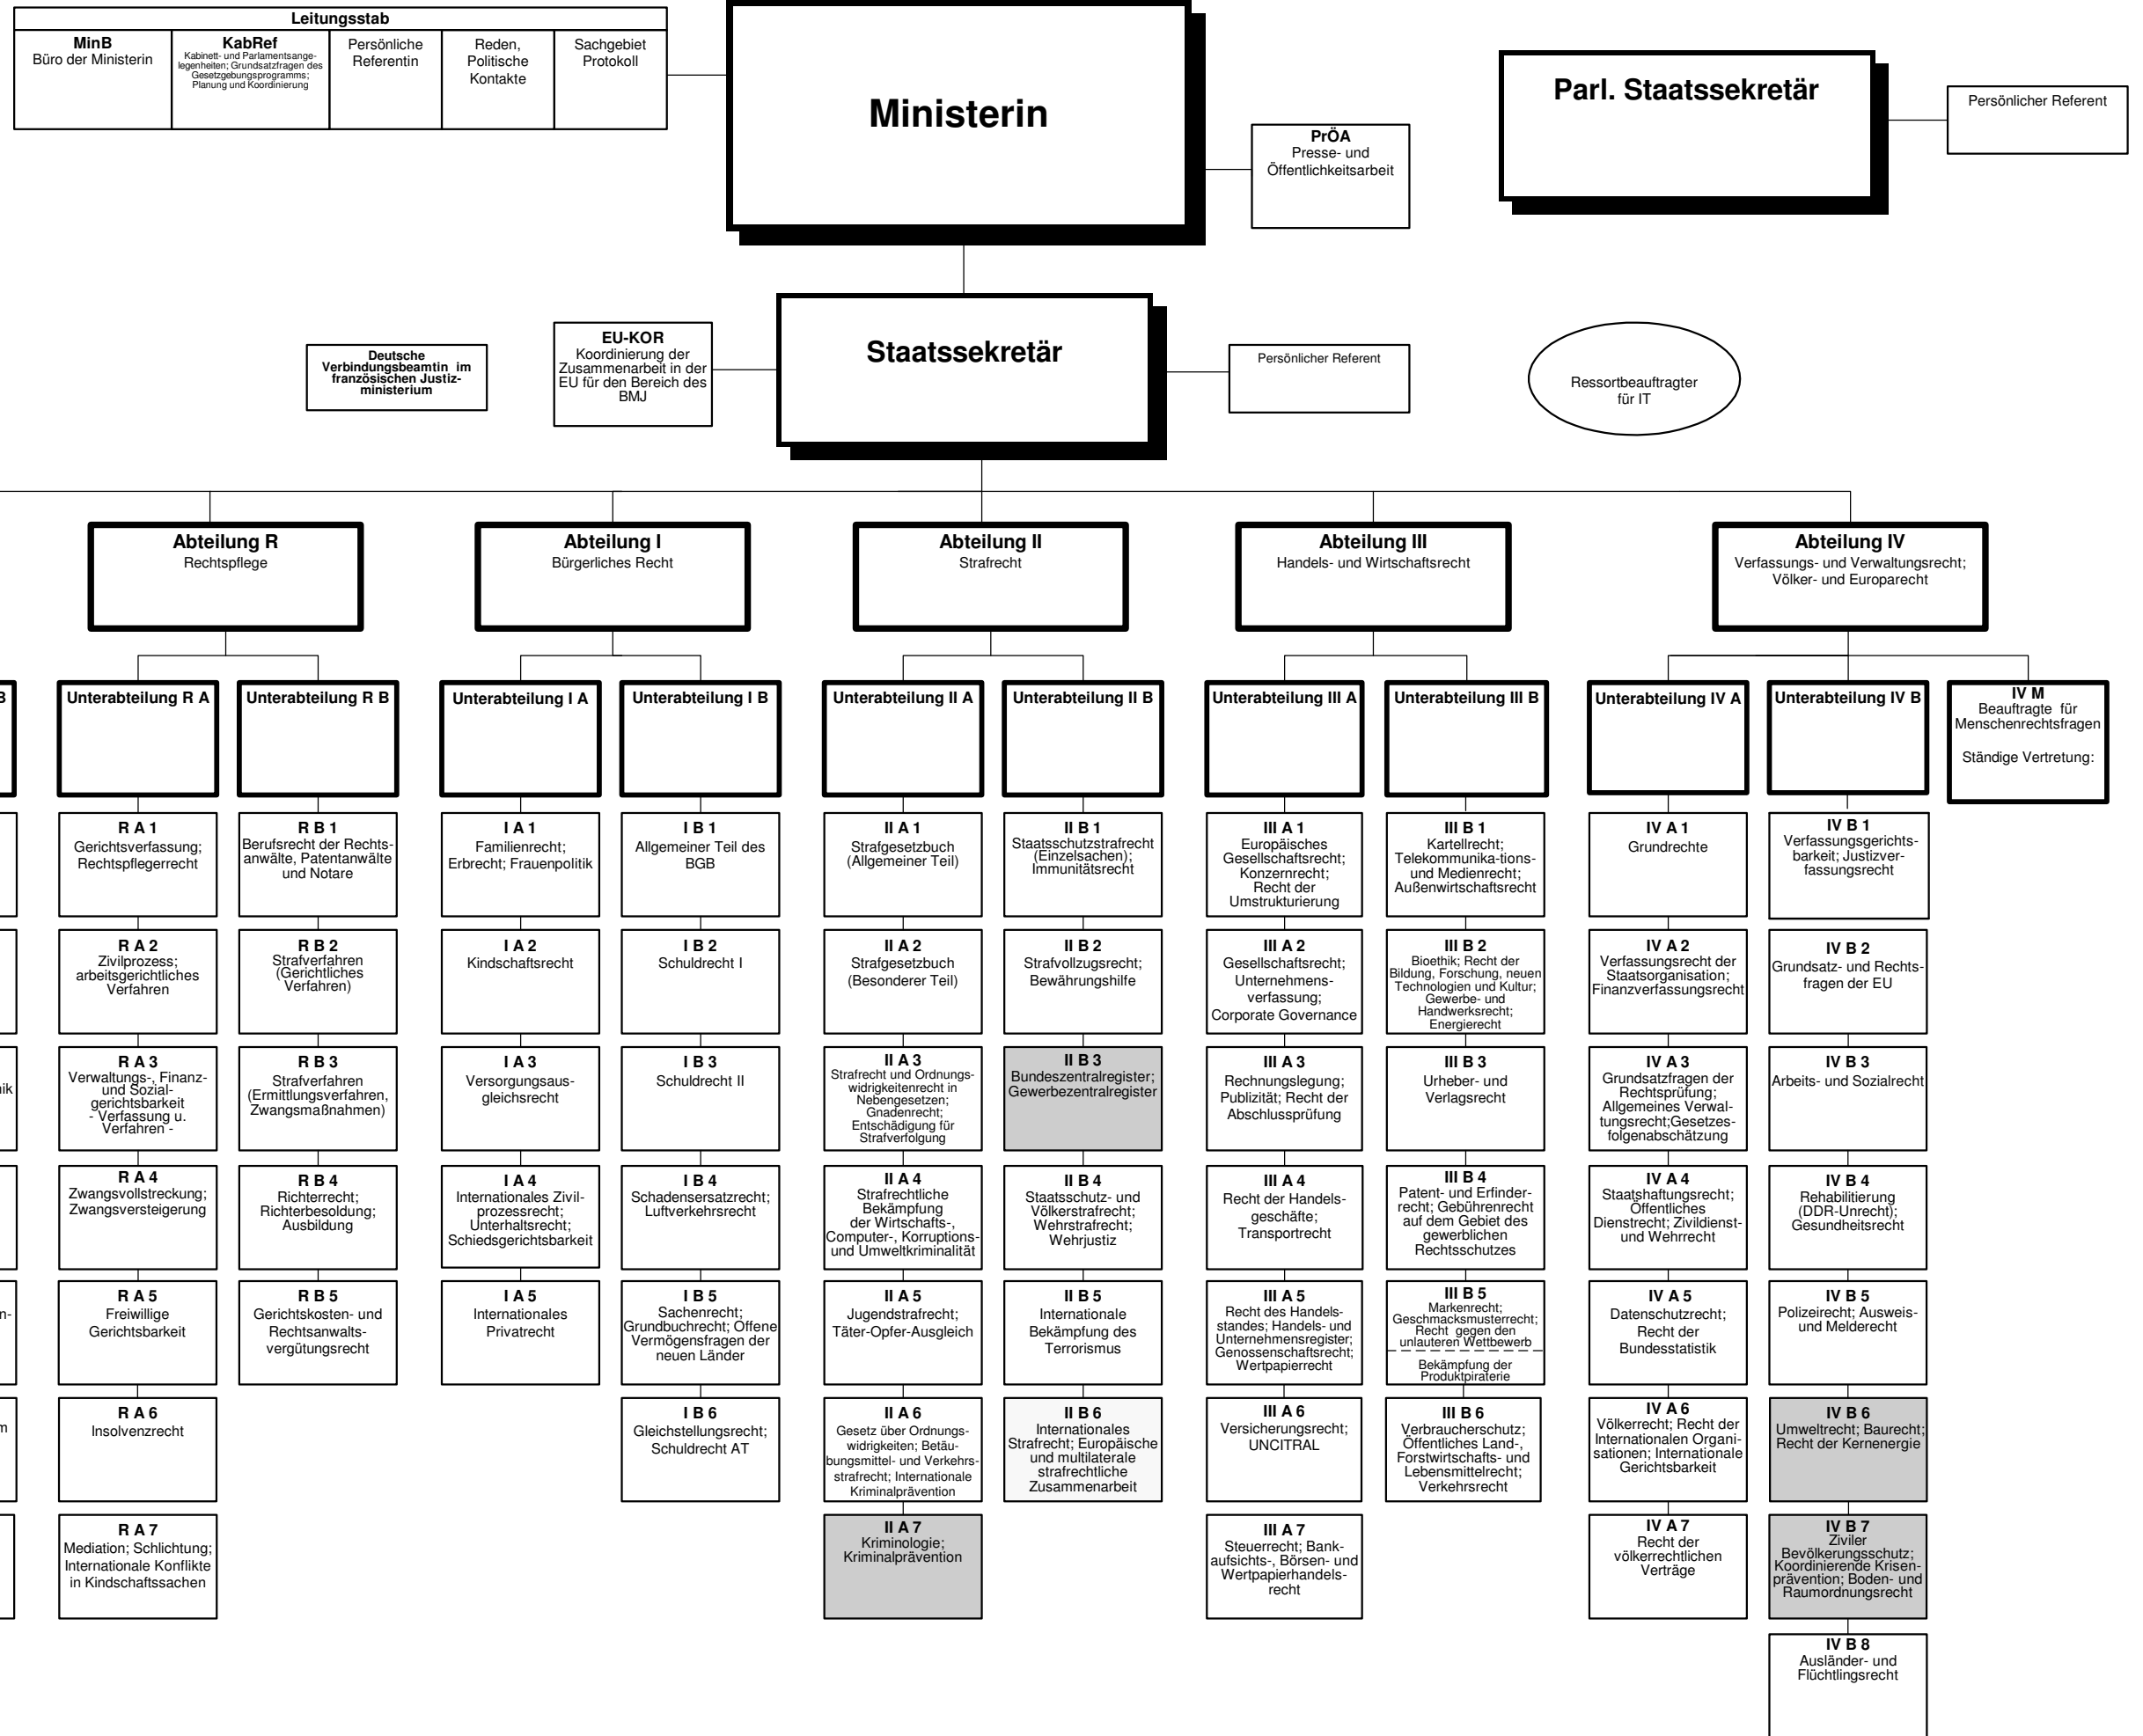 Leitungsstab
MinB
Büro der Ministerin
KabRef
Kabinett- und Parlamentsange-
legenheiten; Grundsatzfragen des
Gesetzgebungsprogramms;
Planung und Koordinierung
Persönliche
Referentin
Reden,
Politische
Kontakte
Sachgebiet
Protokoll
Ministerin
PrÖA
Presse- und
Öffentlichkeitsarbeit
Parl. Staatssekretär
Persönlicher Referent
Deutsche
Verbindungsbeamtin im
französischen Justiz-
ministerium
EU-KOR
Koordinierung der
Zusammenarbeit in der
EU für den Bereich des
BMJ
Staatssekretär
Persönlicher Referent
Ressortbeauftragter
für IT
Abteilung R
Rechtspflege
Abteilung I
Bürgerliches Recht
Abteilung II
Strafrecht
Abteilung III
Handels- und Wirtschaftsrecht
Abteilung IV
Verfassungs- und Verwaltungsrecht;
Völker- und Europarecht
B
Unterabteilung R A
Unterabteilung R B
Unterabteilung I A
Unterabteilung I B
Unterabteilung II A
Unterabteilung II B
Unterabteilung III A
Unterabteilung III B
Unterabteilung IV A
Unterabteilung IV B
IV M
Beauftragte für
Menschenrechtsfragen
Ständige Vertretung:
R A 1
Gerichtsverfassung;
Rechtspflegerrecht
R B 1
Berufsrecht der Rechts-
anwälte, Patentanwälte
und Notare
I A 1
Familienrecht;
Erbrecht; Frauenpolitik
I B 1
Allgemeiner Teil des
BGB
II A 1
Strafgesetzbuch
(Allgemeiner Teil)
II B 1
Staatsschutzstrafrecht
(Einzelsachen);
Immunitätsrecht
III A 1
Europäisches
Gesellschaftsrecht;
Konzernrecht;
Recht der
Umstrukturierung
III B 1
Kartellrecht;
Telekommunika-tions-
und Medienrecht;
Außenwirtschaftsrecht
IV A 1
Grundrechte
IV B 1
Verfassungsgerichts-
barkeit; Justizver-
fassungsrecht
R A 2
Zivilprozess;
arbeitsgerichtliches
Verfahren
R B 2
Strafverfahren
(Gerichtliches
Verfahren)
I A 2
Kindschaftsrecht
I B 2
Schuldrecht I
II A 2
Strafgesetzbuch
(Besonderer Teil)
II B 2
Strafvollzugsrecht;
Bewährungshilfe
III A 2
Gesellschaftsrecht;
Unternehmens-
verfassung;
Corporate Governance
III B 2
Bioethik; Recht der
Bildung, Forschung, neuen
Technologien und Kultur;
Gewerbe- und
Handwerksrecht;
Energierecht
IV A 2
Verfassungsrecht der
Staatsorganisation;
Finanzverfassungsrecht
IV B 2
Grundsatz- und Rechts-
fragen der EU
ik
R A 3
Verwaltungs-, Finanz-
und Sozial-
gerichtsbarkeit
- Verfassung u.
Verfahren -
R B 3
Strafverfahren
(Ermittlungsverfahren,
Zwangsmaßnahmen)
I A 3
Versorgungsaus-
gleichsrecht
I B 3
Schuldrecht II
II A 3
Strafrecht und Ordnungs-
widrigkeitenrecht in
Nebengesetzen;
Gnadenrecht;
Entschädigung für
Strafverfolgung
II B 3
Bundeszentralregister;
Gewerbezentralregister
III A 3
Rechnungslegung;
Publizität; Recht der
Abschlussprüfung
III B 3
Urheber- und
Verlagsrecht
IV A 3
Grundsatzfragen der
Rechtsprüfung;
Allgemeines Verwal-
tungsrecht;Gesetzes-
folgenabschätzung
IV B 3
Arbeits- und Sozialrecht
R A 4
Zwangsvollstreckung;
Zwangsversteigerung
R B 4
Richterrecht;
Richterbesoldung;
Ausbildung
I A 4
Internationales Zivil-
prozessrecht;
Unterhaltsrecht;
Schiedsgerichtsbarkeit
I B 4
Schadensersatzrecht;
Luftverkehrsrecht
II A 4
Strafrechtliche
Bekämpfung
der Wirtschafts-,
Computer-, Korruptions-
und Umweltkriminalität
II B 4
Staatsschutz- und
Völkerstrafrecht;
Wehrstrafrecht;
Wehrjustiz
III A 4
Recht der Handels-
geschäfte;
Transportrecht
III B 4
Patent- und Erfinder-
recht; Gebührenrecht
auf dem Gebiet des
gewerblichen
Rechtsschutzes
IV A 4
Staatshaftungsrecht;
Öffentliches
Dienstrecht; Zivildienst-
und Wehrrecht
IV B 4
Rehabilitierung
(DDR-Unrecht);
Gesundheitsrecht
n-
R A 5
Freiwillige
Gerichtsbarkeit
R B 5
Gerichtskosten- und
Rechtsanwalts-
vergütungsrecht
I A 5
Internationales
Privatrecht
I B 5
Sachenrecht;
Grundbuchrecht; Offene
Vermögensfragen der
neuen Länder
II A 5
Jugendstrafrecht;
Täter-Opfer-Ausgleich
II B 5
Internationale
Bekämpfung des
Terrorismus
III A 5
Recht des Handels-
standes; Handels- und
Unternehmensregister;
Genossenschaftsrecht;
Wertpapierrecht
III B 5
Markenrecht;
Geschmacksmusterrecht;
Recht gegen den
unlauteren Wettbewerb
Bekämpfung der
Produktpiraterie
IV A 5
Datenschutzrecht;
Recht der
Bundesstatistik
IV B 5
Polizeirecht; Ausweis-
und Melderecht
m
R A 6
Insolvenzrecht
I B 6
Gleichstellungsrecht;
Schuldrecht AT
II A 6
Gesetz über Ordnungs-
widrigkeiten; Betäu-
bungsmittel- und Verkehrs-
strafrecht; Internationale
Kriminalprävention
II B 6
Internationales
Strafrecht; Europäische
und multilaterale
strafrechtliche
Zusammenarbeit
III A 6
Versicherungsrecht;
UNCITRAL
III B 6
Verbraucherschutz;
Öffentliches Land-,
Forstwirtschafts- und
Lebensmittelrecht;
Verkehrsrecht
IV A 6
Völkerrecht; Recht der
Internationalen Organi-
sationen; Internationale
Gerichtsbarkeit
IV B 6
Umweltrecht; Baurecht;
Recht der Kernenergie
R A 7
Mediation; Schlichtung;
Internationale Konflikte
in Kindschaftssachen
II A 7
Kriminologie;
Kriminalprävention
III A 7
Steuerrecht; Bank-
aufsichts-, Börsen- und
Wertpapierhandels-
recht
IV A 7
Recht der
völkerrechtlichen
Verträge
IV B 7
Ziviler
Bevölkerungsschutz;
Koordinierende Krisen-
prävention; Boden- und
Raumordnungsrecht
IV B 8
Ausländer- und
Flüchtlingsrecht